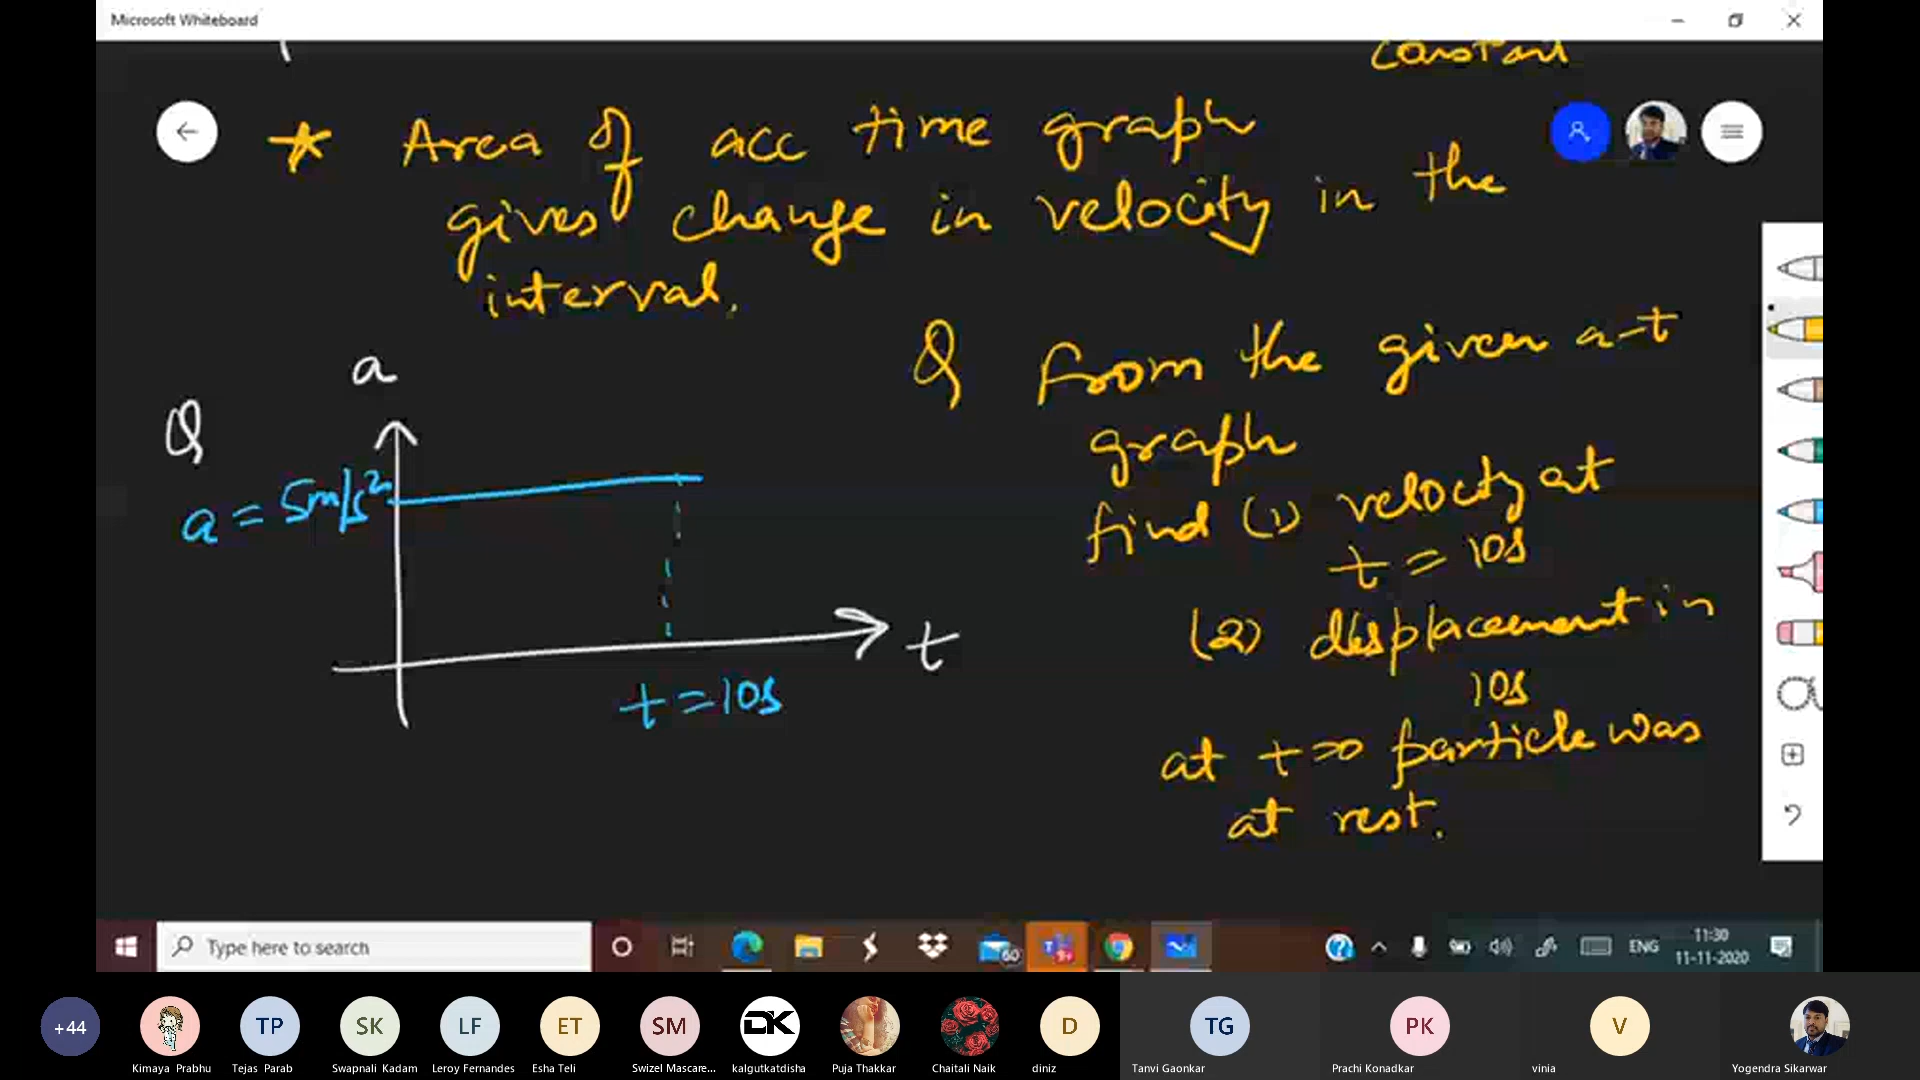 Microsoft Whiteboard
constant
* Area of acc time graph
gives change in velocity in the
interval.
Q
a
a = 5m/s²
t
t = 10s
Q From the given a-t
graph
find (1) velocity at
t = 10s
(2) displacement in
10s
at t=0 particle was
at rest.
Type here to search
60
9+
ENG
11:30
11-11-2020
+44
TP
SK
LF
ET
SM
DK
D
TG
PK
V
Kimaya Prabhu
Tejas Parab
Swapnali Kadam
Leroy Fernandes
Esha Teli
Swizel Mascare...
kalgutkatdisha
Puja Thakkar
Chaitali Naik
diniz
Tanvi Gaonkar
Prachi Konadkar
vinia
Yogendra Sikarwar